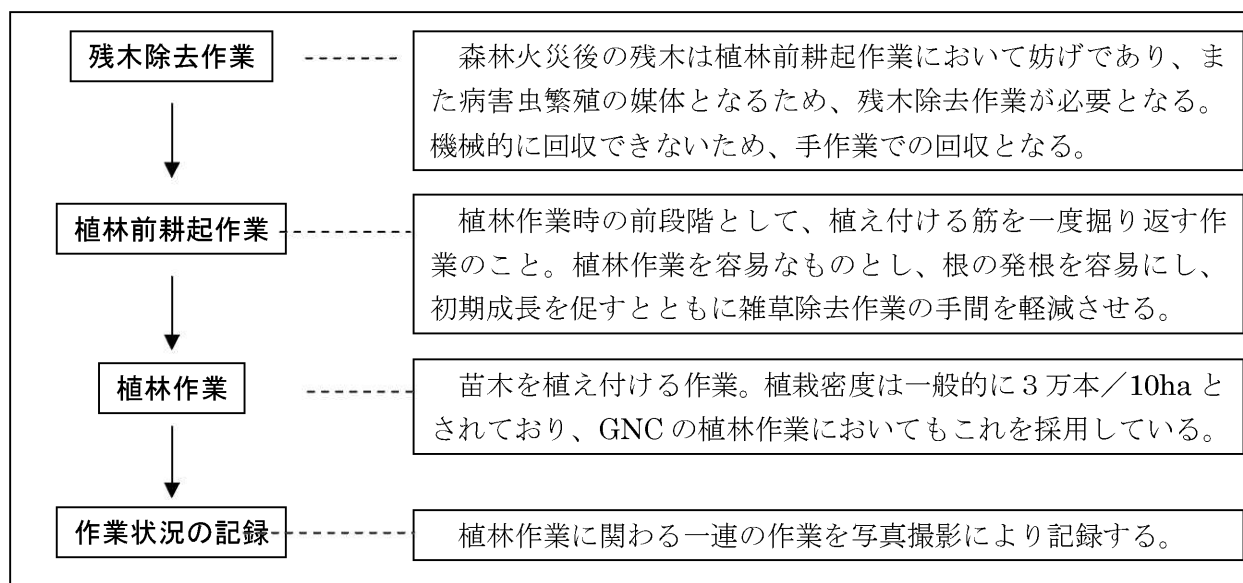 残木除去作業
森林火災後の残木は植林前耕起作業において妨げであり、ま
た病害虫繁殖の媒体となるため、残木除去作業が必要となる。
機械的に回収できないため、手作業での回収となる。
植林前耕起作業
植林作業時の前段階として、植え付ける筋を一度掘り返す作
業のこと。植林作業を容易なものとし、根の発根を容易にし、
初期成長を促すとともに雑草除去作業の手間を軽減させる。
植林作業
苗木を植え付ける作業。植栽密度は一般的に３万本／10ha と
されており、GNC の植林作業においてもこれを採用している。
作業状況の記録
植林作業に関わる一連の作業を写真撮影により記録する。